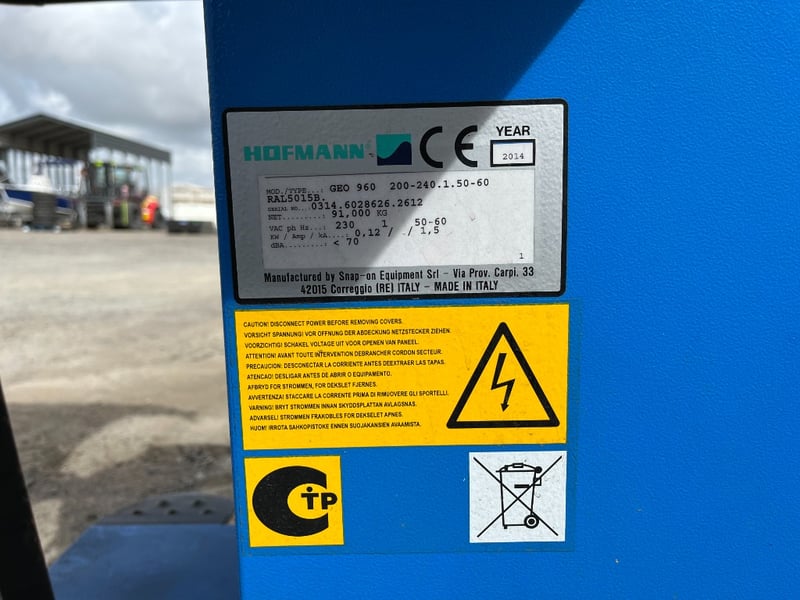 HOFMANN
CE
YEAR
2014
MOD./TYPE...: GEO 960 200-240.1.50-60
RAL5015B.
SERIAL NO...: 0314.6028626.2612
NET.........: 91,000 KG
VAC ph Hz...: 230 1 50-60
KW / Amp / kA....: 0,12 / / 1,5
dBA.........: < 70
1
Manufactured by Snap-on Equipment Srl - Via Prov. Carpi. 33
42015 Correggio (RE) ITALY - MADE IN ITALY
CAUTION! DISCONNECT POWER BEFORE REMOVING COVERS.
VORSICHT SPANNUNG! VOR OFFNUNG DER ABDECKUNG NETZSTECKER ZIEHEN.
VOORZICHTIG! SCHAKEL VOLTAGE UIT VOOR OPENEN VAN PANEEL.
ATTENTION! AVANT TOUTE INTERVENTION DEBRANCHER CORDON SECTEUR.
PRECAUCION: DESCONECTAR LA CORRIENTE ANTES DEEXTRAER LAS TAPAS.
ATENCAO! DESLIGAR ANTES DE ABRIR O EQUIPAMENTO.
AFBRYD FOR STROMMEN, FOR DEKSLET FJERNES.
AVVERTENZA! STACCARE LA CORRENTE PRIMA DI RIMUOVERE GLI SPORTELLI.
VARNING! BRYT STROMMEN INNAN SKYDDSPLATTAN AVLAGSNAS.
ADVARSEL! STROMMEN FRAKOBLES FOR DEKSELET APNES.
HUOM! IRROTA SAHKOPISTOKE ENNEN SUOJAKANSIEN AVAAMISTA.
СТР